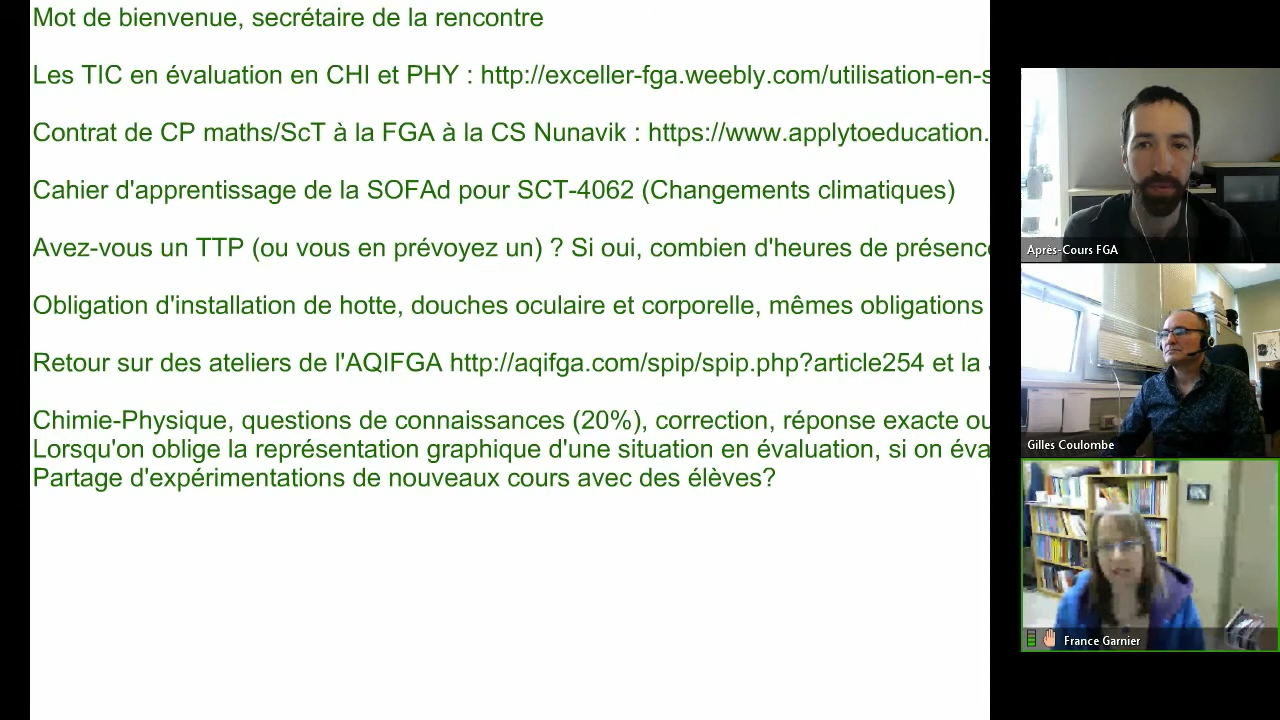 Mot de bienvenue, secrétaire de la rencontre
Les TIC en évaluation en CHI et PHY : http://exceller-fga.weebly.com/utilisation-en-s
Contrat de CP maths/ScT à la FGA à la CS Nunavik : https://www.applytoeducation.
Cahier d'apprentissage de la SOFAd pour SCT-4062 (Changements climatiques)
Avez-vous un TTP (ou vous en prévoyez un) ? Si oui, combien d'heures de présence
Obligation d'installation de hotte, douches oculaire et corporelle, mêmes obligations
Retour sur des ateliers de l'AQIFGA http://aqifga.com/spip/spip.php?article254 et la
Chimie-Physique, questions de connaissances (20%), correction, réponse exacte ou
Lorsqu'on oblige la représentation graphique d'une situation en évaluation, si on éva
Partage d'expérimentations de nouveaux cours avec des élèves?
Après-Cours FGA
Gilles Coulombe
France Garnier